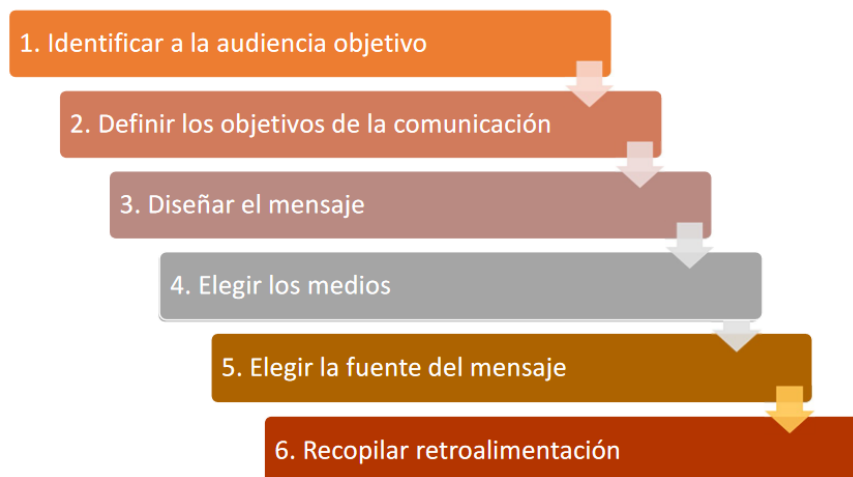 1. Identificar a la audiencia objetivo
2. Definir los objetivos de la comunicación
3. Diseñar el mensaje
4. Elegir los medios
5. Elegir la fuente del mensaje
6. Recopilar retroalimentación